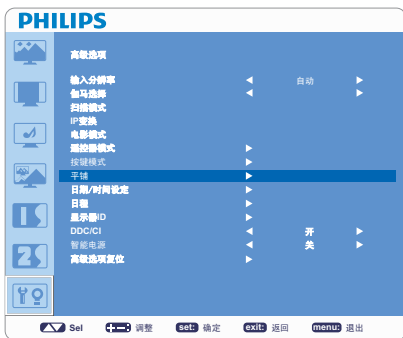 PHILIPS
高级选项
输入分辨率 自动
伽马选择
扫描模式
IP变换
电影模式
遥控器模式
按键模式
平铺
日期/时间设定
日程
显示器ID
DDC/CI 开
智能电源 关
高级选项复位
Sel 调整 set: 确定 exit: 返回 menu: 退出